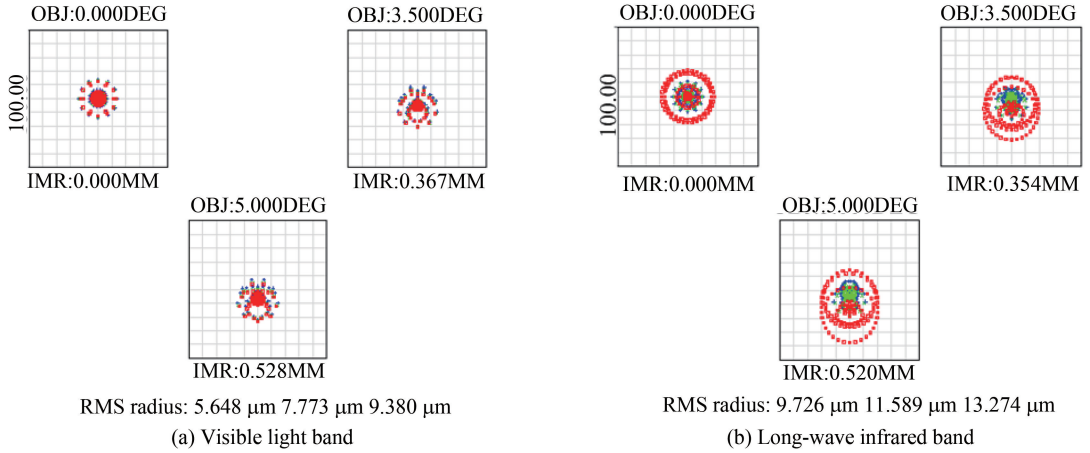 OBJ:0.000DEG
OBJ:3.500DEG
100.00
IMR:0.000MM
IMR:0.367MM
OBJ:5.000DEG
IMR:0.528MM
RMS radius: 5.648 μm 7.773 μm 9.380 μm
(a) Visible light band
OBJ:0.000DEG
OBJ:3.500DEG
100.00
IMR:0.000MM
IMR:0.354MM
OBJ:5.000DEG
IMR:0.520MM
RMS radius: 9.726 μm 11.589 μm 13.274 μm
(b) Long-wave infrared band